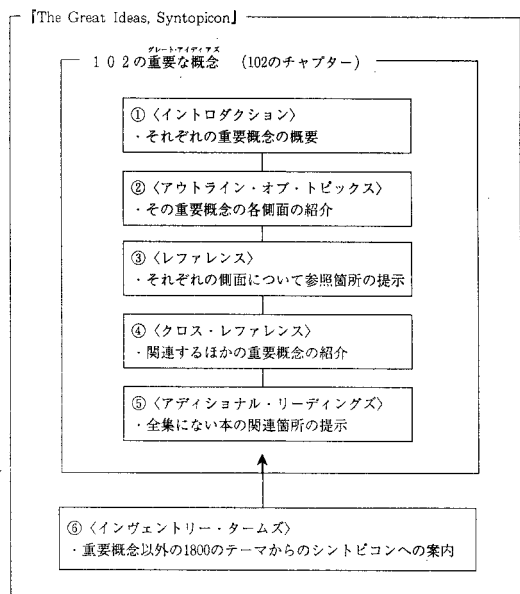 『The Great Ideas, Syntopicon』
グレート・アイディアズ
102の重要な概念 (102のチャプター)
①〈イントロダクション〉
・それぞれの重要概念の概要
②〈アウトライン・オブ・トピックス〉
・その重要概念の各側面の紹介
③〈レファレンス〉
・それぞれの側面について参照箇所の提示
④〈クロス・レファレンス〉
・関連するほかの重要概念の紹介
⑤〈アディショナル・リーディングズ〉
・全集にない本の関連箇所の提示
⑥〈インヴェントリー・タームズ〉
・重要概念以外の1800のテーマからのシントピコンへの案内